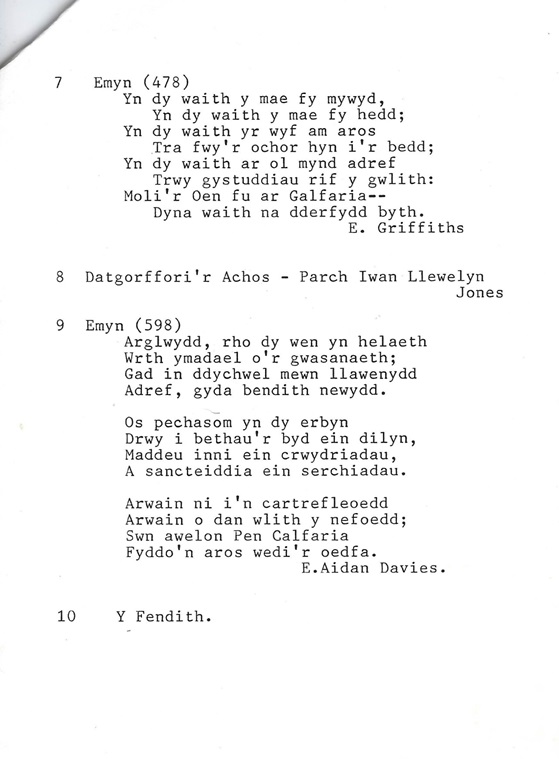 7 Emyn (478)
Yn dy waith y mae fy mywyd,
Yn dy waith y mae fy hedd;
Yn dy waith yr wyf am aros
Tra fwy'r ochor hyn i'r bedd;
Yn dy waith ar ol mynd adref
Trwy gystuddiau rif y gwlith:
Moli'r Oen fu ar Galfaria--
Dyna waith na dderfydd byth.
E. Griffiths
8 Datgorffori'r Achos - Parch Iwan Llewelyn
Jones
9 Emyn (598)
Arglwydd, rho dy wen yn helaeth
Wrth ymadael o'r gwasanaeth;
Gad in ddychwel mewn llawenydd
Adref, gyda bendith newydd.
Os pechasom yn dy erbyn
Drwy i bethau'r byd ein dilyn,
Maddeu inni ein crwydriadau,
A sancteiddia ein serchiadau.
Arwain ni i'n cartrefleoedd
Arwain o dan wlith y nefoedd;
Swn awelon Pen Calfaria
Fyddo'n aros wedi'r oedfa.
E.Aidan Davies.
10 Y Fendith.